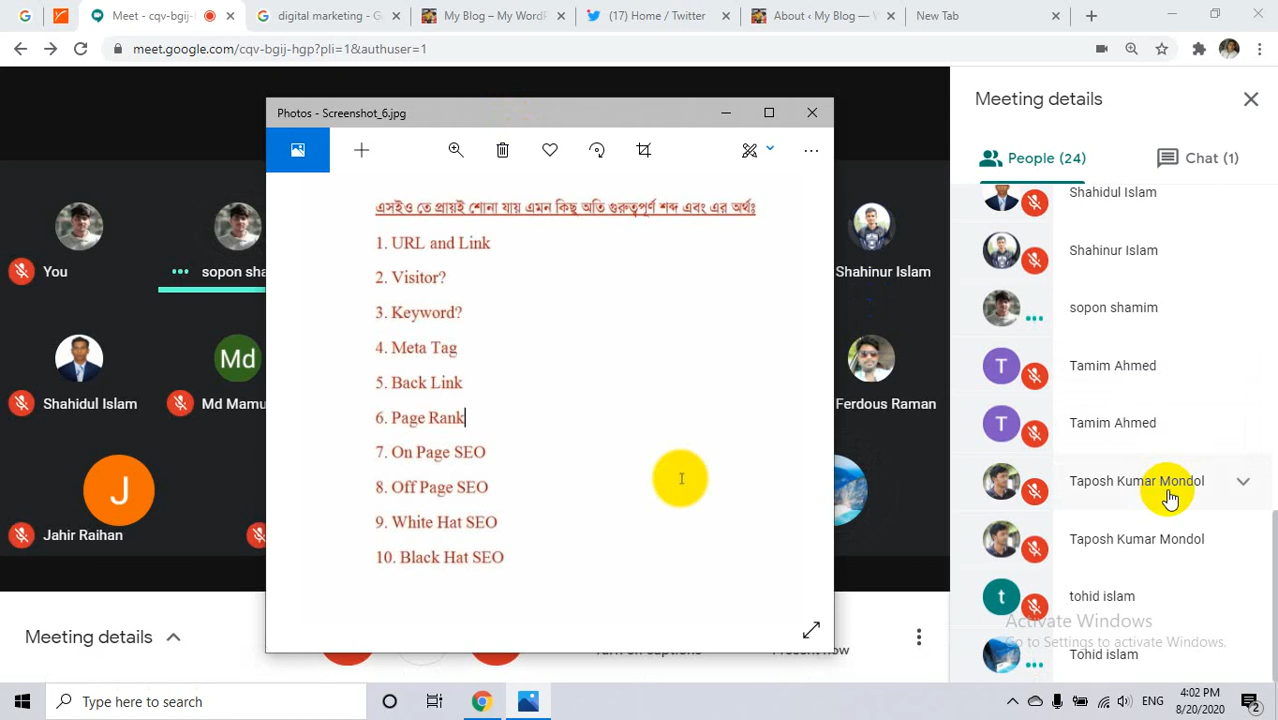 Meet - cqv-bgij-
digital marketing - G
My Blog – My WordP
(17) Home / Twitter
About ‹ My Blog — W
New Tab
meet.google.com/cqv-bgij-hgp?pli=1&authuser=1
Photos - Screenshot_6.jpg
Meeting details
People (24)
Chat (1)
এসইও তে প্রায়ই শোনা যায় এমন কিছু অতি গুরুত্বপূর্ণ শব্দ এবং এর অর্থঃ
1. URL and Link
2. Visitor?
3. Keyword?
4. Meta Tag
5. Back Link
6. Page Rank
7. On Page SEO
8. Off Page SEO
9. White Hat SEO
10. Black Hat SEO
You
sopon sha
Shahinur Islam
Shahidul Islam
Md
Md Mamu
Ferdous Raman
J
Jahir Raihan
Shahidul Islam
Shahinur Islam
sopon shamim
T
Tamim Ahmed
T
Tamim Ahmed
Taposh Kumar Mondol
Taposh Kumar Mondol
t
tohid islam
Tohid islam
Activate Windows
Go to Settings to activate Windows.
Meeting details
Turn on captions
Present now
Type here to search
ENG
4:02 PM
8/20/2020
2